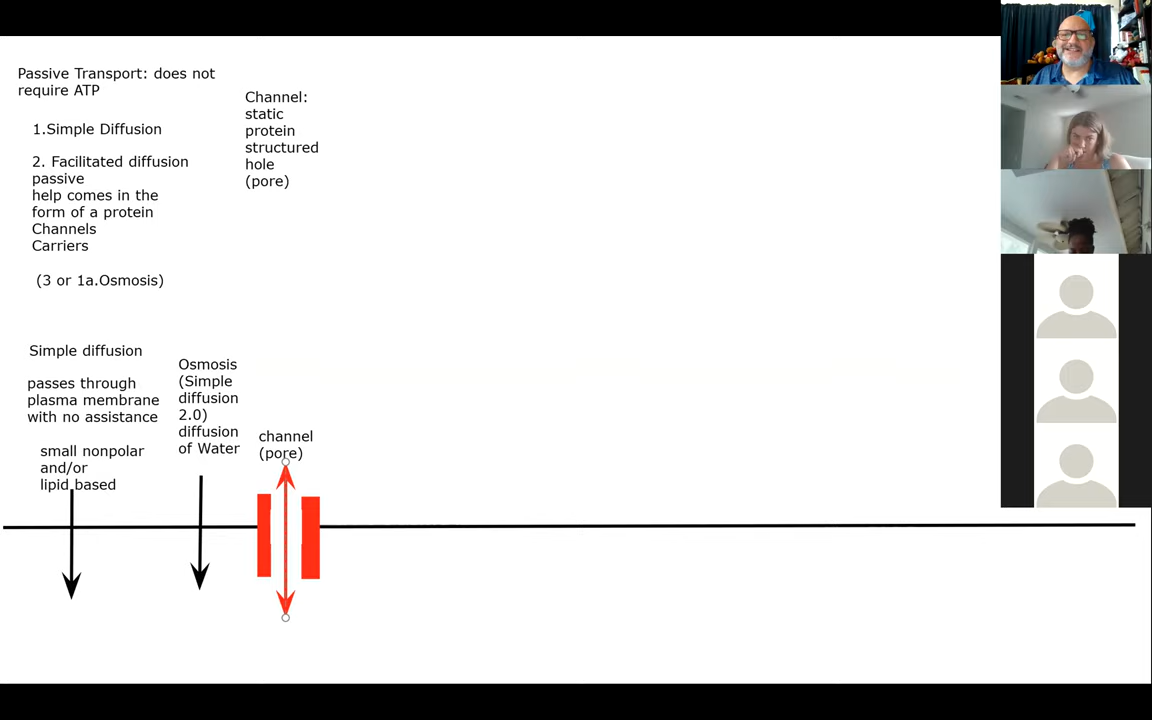 Passive Transport: does not
require ATP
1.Simple Diffusion
2. Facilitated diffusion
passive
help comes in the
form of a protein
Channels
Carriers
(3 or 1a.Osmosis)
Channel:
static
protein
structured
hole
(pore)
Simple diffusion
passes through
plasma membrane
with no assistance
small nonpolar
and/or
lipid based
Osmosis
(Simple
diffusion
2.0)
diffusion
of Water
channel
(pore)